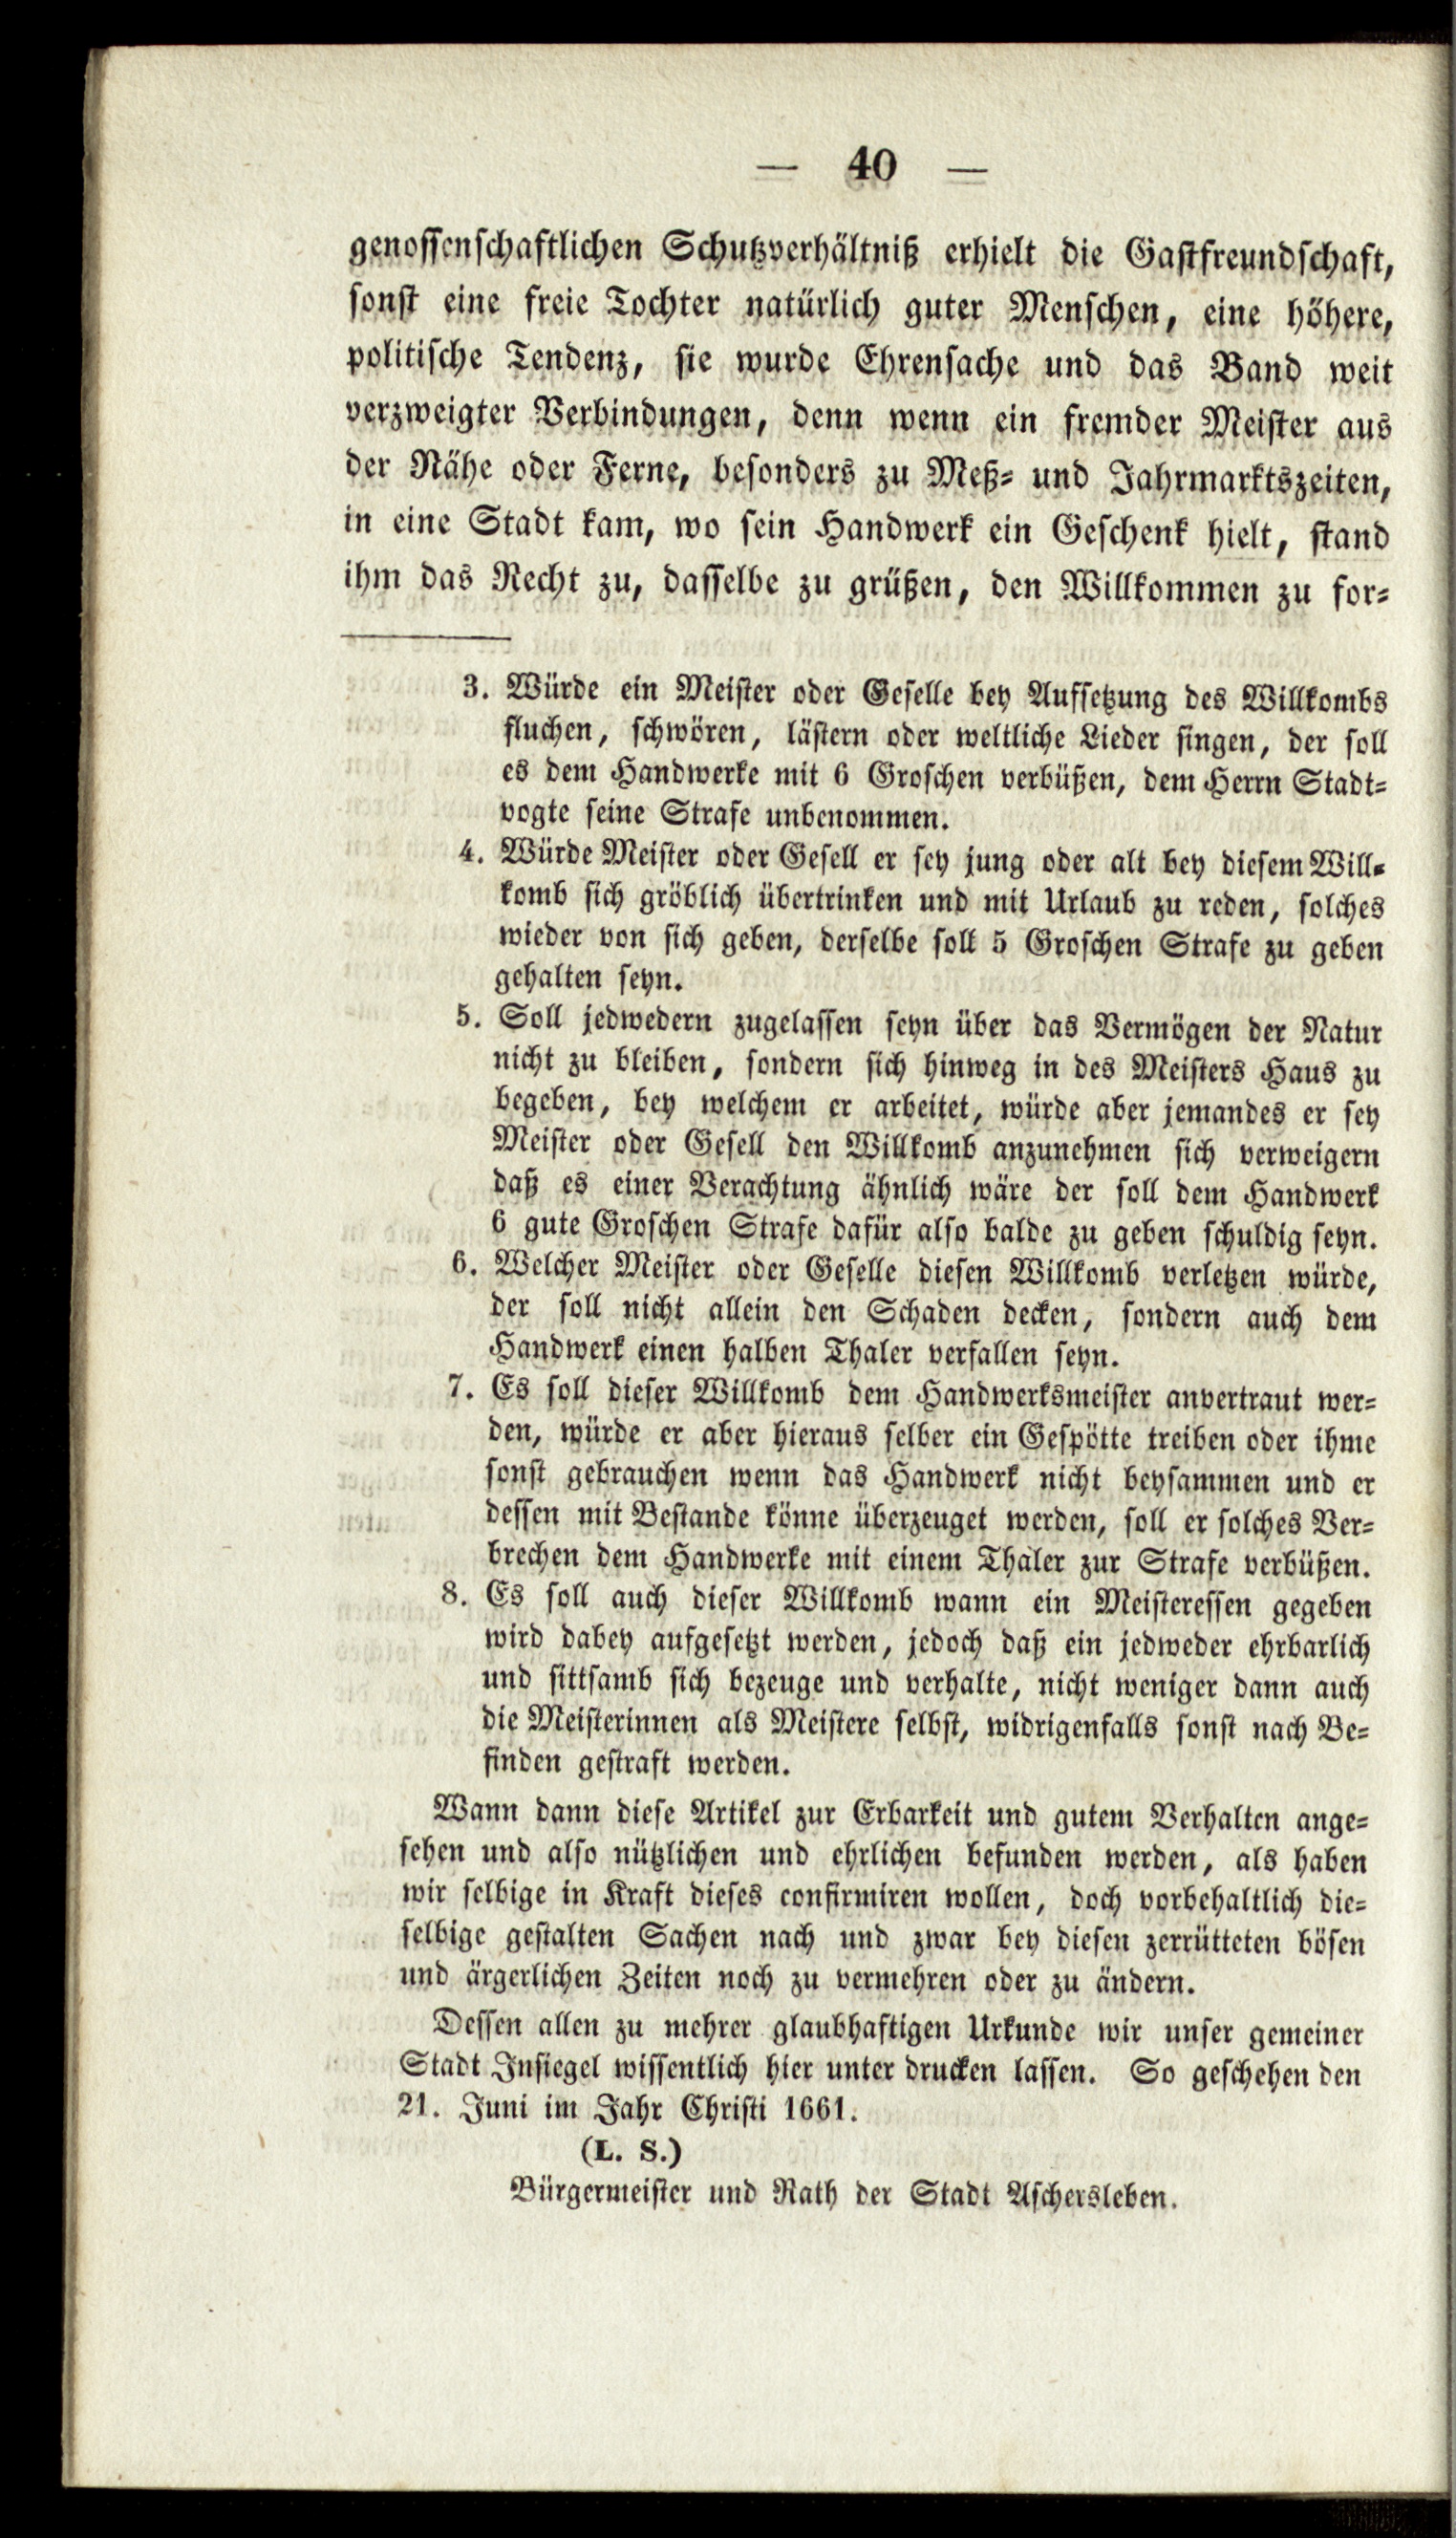 — 40 —
genossenschaftlichen Schutzverhältniß erhielt die Gastfreundschaft,
sonst eine freie Tochter natürlich guter Menschen, eine höhere,
politische Tendenz, sie wurde Ehrensache und das Band weit
verzweigter Verbindungen, denn wenn ein fremder Meister aus
der Nähe oder Ferne, besonders zu Meß- und Jahrmarktszeiten,
in eine Stadt kam, wo sein Handwerk ein Geschenk hielt, stand
ihm das Recht zu, dasselbe zu grüßen, den Willkommen zu for-
3. Würde ein Meister oder Geselle bey Aufsetzung des Willkombs
fluchen, schwören, lästern oder weltliche Lieder singen, der soll
es dem Handwerke mit 6 Groschen verbüßen, dem Herrn Stadt-
vogte seine Strafe unbenommen.
4. Würde Meister oder Gesell er sey jung oder alt bey diesem Will-
komb sich gröblich übertrinken und mit Urlaub zu reden, solches
wieder von sich geben, derselbe soll 5 Groschen Strafe zu geben
gehalten seyn.
5. Soll jedwedern zugelassen seyn über das Vermögen der Natur
nicht zu bleiben, sondern sich hinweg in des Meisters Haus zu
begeben, bey welchem er arbeitet, würde aber jemandes er sey
Meister oder Gesell den Willkomb anzunehmen sich verweigern
daß es einer Verachtung ähnlich wäre der soll dem Handwerk
6 gute Groschen Strafe dafür also balde zu geben schuldig seyn.
6. Welcher Meister oder Geselle diesen Willkomb verletzen würde,
der soll nicht allein den Schaden decken, sondern auch dem
Handwerk einen halben Thaler verfallen seyn.
7. Es soll dieser Willkomb dem Handwerksmeister anvertraut wer-
den, würde er aber hieraus selber ein Gespötte treiben oder ihme
sonst gebrauchen wenn das Handwerk nicht beysammen und er
dessen mit Bestande könne überzeuget werden, soll er solches Ver-
brechen dem Handwerke mit einem Thaler zur Strafe verbüßen.
8. Es soll auch dieser Willkomb wann ein Meisteressen gegeben
wird dabey aufgesetzt werden, jedoch daß ein jedweder ehrbarlich
und sittsamb sich bezeuge und verhalte, nicht weniger dann auch
die Meisterinnen als Meistere selbst, widrigenfalls sonst nach Be-
finden gestraft werden.
Wann dann diese Artikel zur Erbarkeit und gutem Verhalten ange-
sehen und also nützlichen und ehrlichen befunden werden, als haben
wir selbige in Kraft dieses confirmiren wollen, doch vorbehaltlich die-
selbige gestalten Sachen nach und zwar bey diesen zerrütteten bösen
und ärgerlichen Zeiten noch zu vermehren oder zu ändern.
Dessen allen zu mehrer glaubhaftigen Urkunde wir unser gemeiner
Stadt Insiegel wissentlich hier unter drucken lassen. So geschehen den
21. Juni im Jahr Christi 1661.
(L. S.)
Bürgermeister und Rath der Stadt Aschersleben.